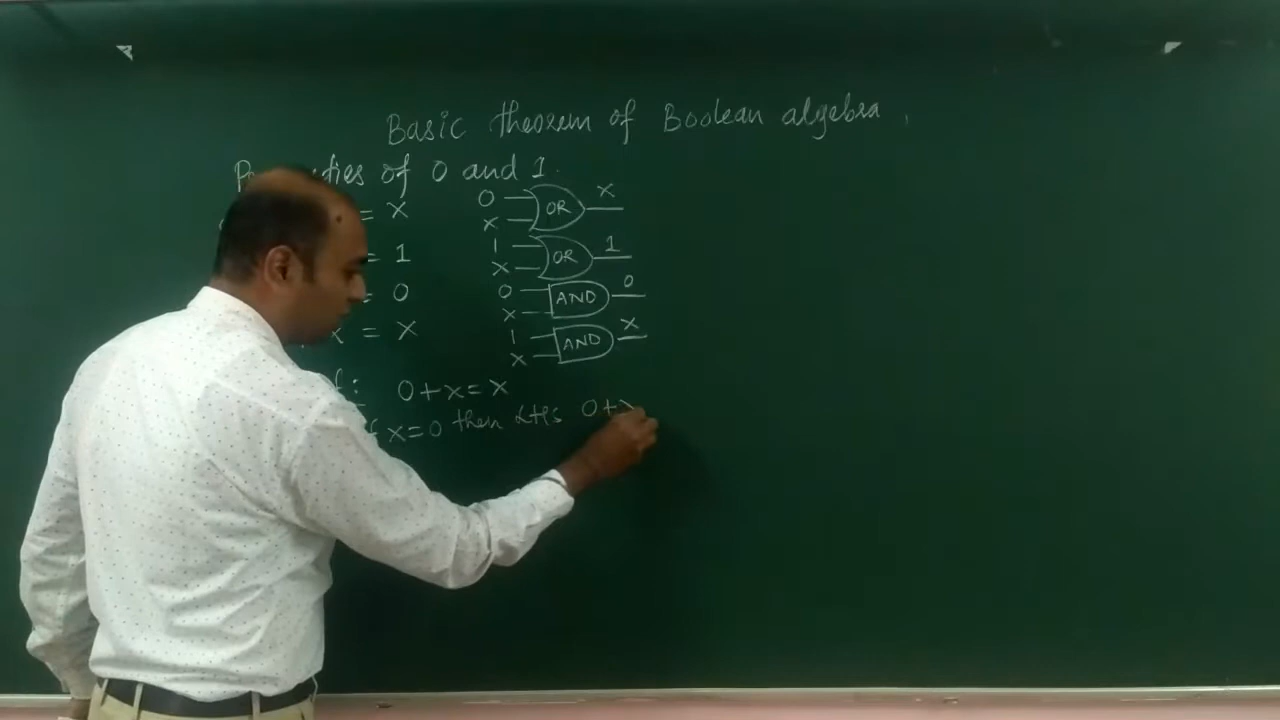 Basic theorem of Boolean algebra.
of 0 and 1.
= X
= 1
= 0
X = X
0 X OR X
1 X OR 1
0 X AND 0
1 X AND X
: 0+X=X
X=0 then LHS 0+